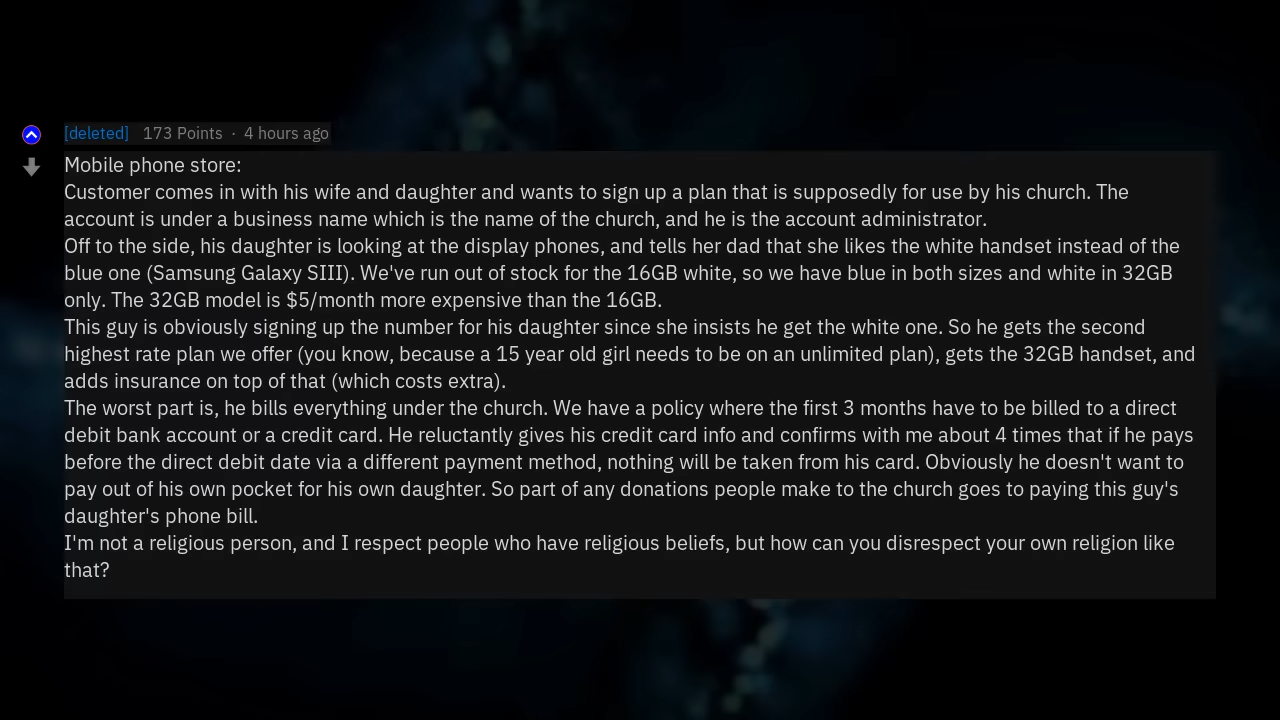 [deleted] 173 Points · 4 hours ago
Mobile phone store:
Customer comes in with his wife and daughter and wants to sign up a plan that is supposedly for use by his church. The
account is under a business name which is the name of the church, and he is the account administrator.
Off to the side, his daughter is looking at the display phones, and tells her dad that she likes the white handset instead of the
blue one (Samsung Galaxy SIII). We've run out of stock for the 16GB white, so we have blue in both sizes and white in 32GB
only. The 32GB model is $5/month more expensive than the 16GB.
This guy is obviously signing up the number for his daughter since she insists he get the white one. So he gets the second
highest rate plan we offer (you know, because a 15 year old girl needs to be on an unlimited plan), gets the 32GB handset, and
adds insurance on top of that (which costs extra).
The worst part is, he bills everything under the church. We have a policy where the first 3 months have to be billed to a direct
debit bank account or a credit card. He reluctantly gives his credit card info and confirms with me about 4 times that if he pays
before the direct debit date via a different payment method, nothing will be taken from his card. Obviously he doesn't want to
pay out of his own pocket for his own daughter. So part of any donations people make to the church goes to paying this guy's
daughter's phone bill.
I'm not a religious person, and I respect people who have religious beliefs, but how can you disrespect your own religion like
that?